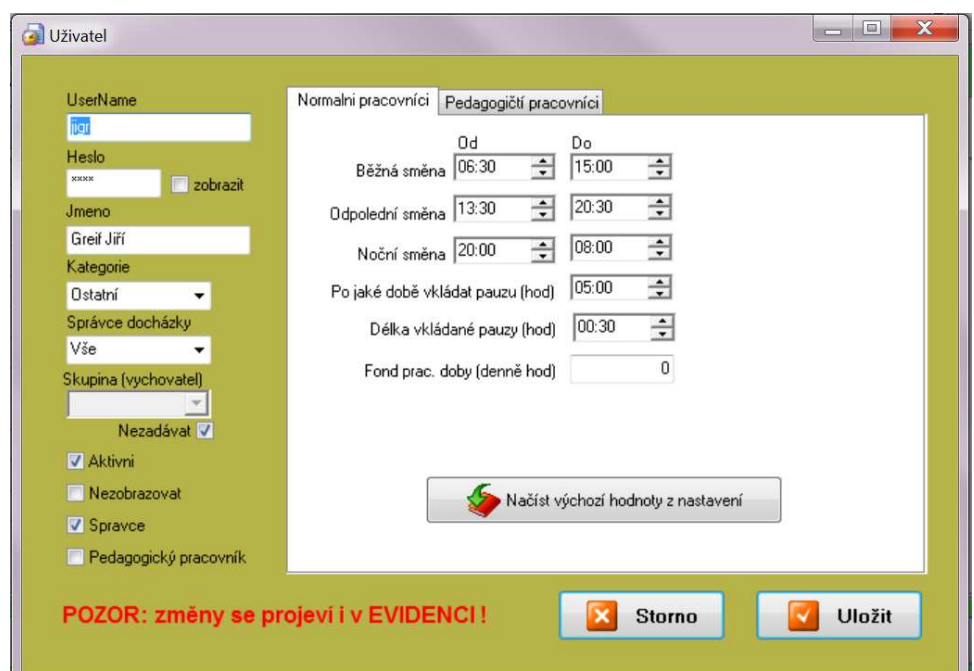 Uživatel
UserName
jigr
Heslo
xxxx
zobrazit
Jmeno
Greif Jiří
Kategorie
Ostatní
Správce docházky
Vše
Skupina (vychovatel)
Nezadávat
Aktivni
Nezobrazovat
Spravce
Pedagogický pracovník
Normalni pracovníci
Pedagogičtí pracovníci
Od Do
Běžná směna 06:30 15:00
Odpolední směna 13:30 20:30
Noční směna 20:00 08:00
Po jaké době vkládat pauzu (hod) 05:00
Délka vkládané pauzy (hod) 00:30
Fond prac. doby (denně hod) 0
Načíst výchozí hodnoty z nastavení
POZOR: změny se projeví i v EVIDENCI !
Storno
Uložit